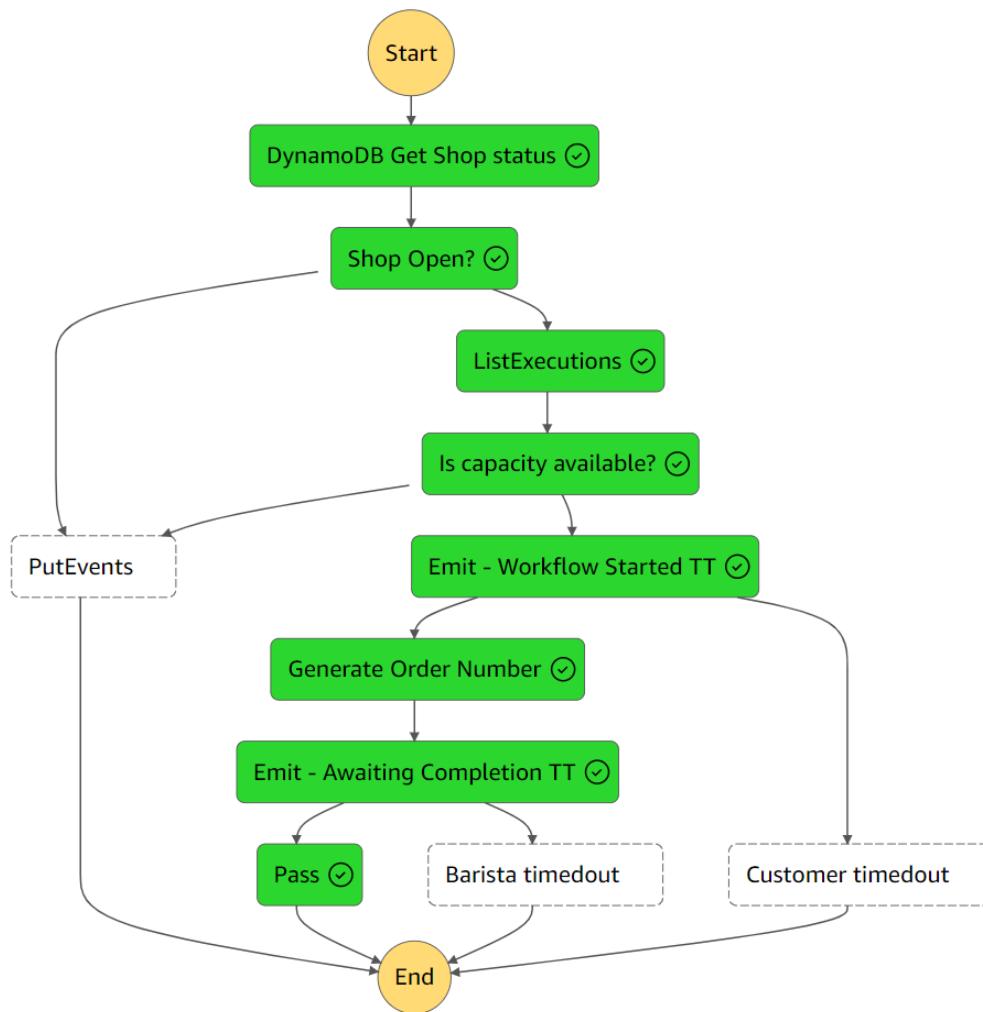 Start
DynamoDB Get Shop status
Shop Open?
ListExecutions
Is capacity available?
PutEvents
Emit - Workflow Started TT
Generate Order Number
Emit - Awaiting Completion TT
Pass
Barista timedout
Customer timedout
End